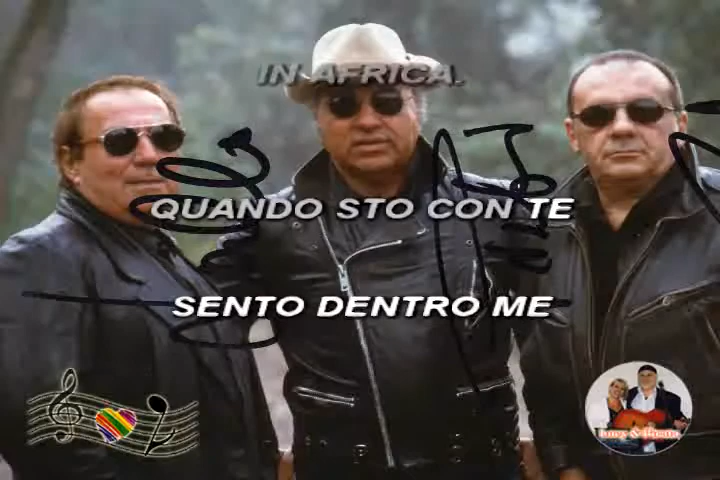 IN AFRICA.
QUANDO STO CON TE
SENTO DENTRO ME